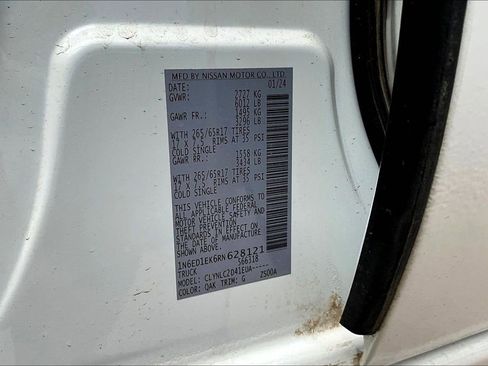 MFD BY NISSAN MOTOR CO., LTD.
DATE: 01/24
GVWR: 2727 KG
6012 LB
GAWR FR.: 1495 KG
3296 LB
WITH 265/65R17 TIRES
17 X 7.5 RIMS AT 35 PSI
COLD SINGLE
GAWR RR.: 1558 KG
3434 LB
WITH 265/65R17 TIRES
17 X 7.5 RIMS AT 35 PSI
COLD SINGLE
THIS VEHICLE CONFORMS TO
ALL APPLICABLE FEDERAL
MOTOR VEHICLE SAFETY AND
THEFT PREVENTION
STANDARDS IN EFFECT ON
THE DATE OF MANUFACTURE
SHOWN ABOVE.
1N6ED1EK6RN628121
TRUCK 566318
MODEL: CLYNLC2D41EUA-----
COLOR: QAK TRIM: G Z500A